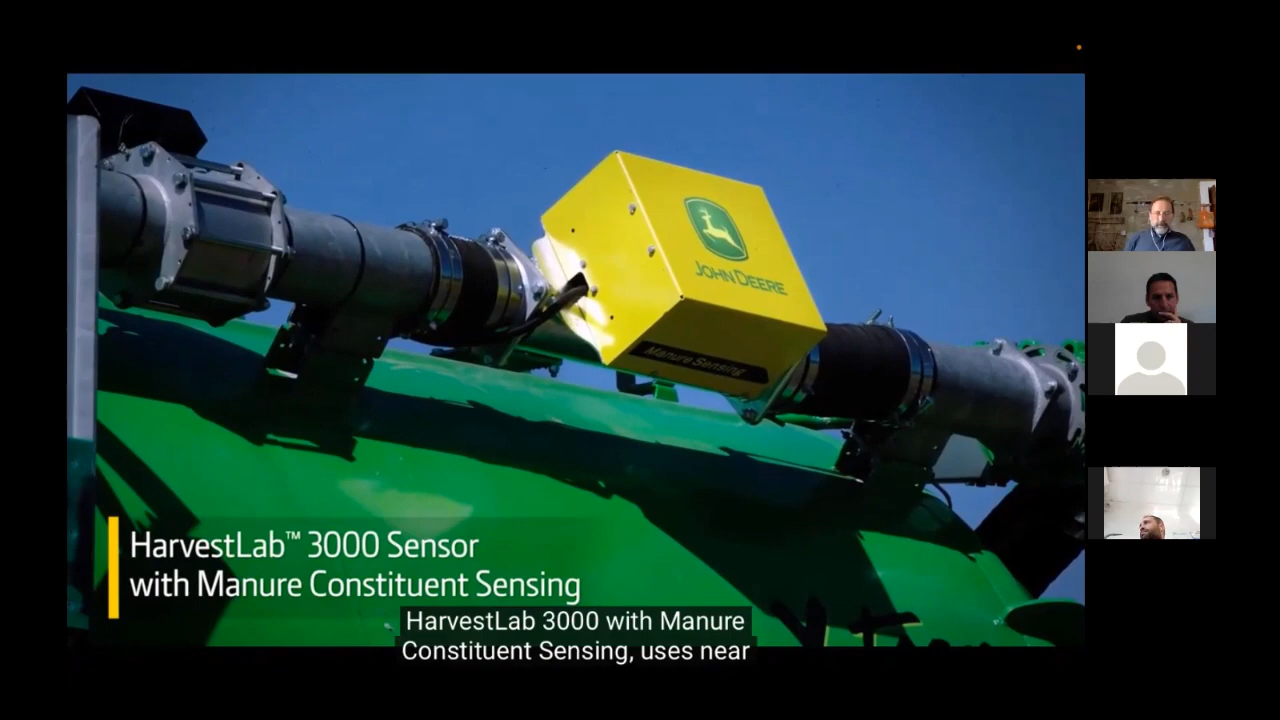 JOHN DEERE
Manure Sensing
HarvestLab™ 3000 Sensor
with Manure Constituent Sensing
HarvestLab 3000 with Manure
Constituent Sensing, uses near